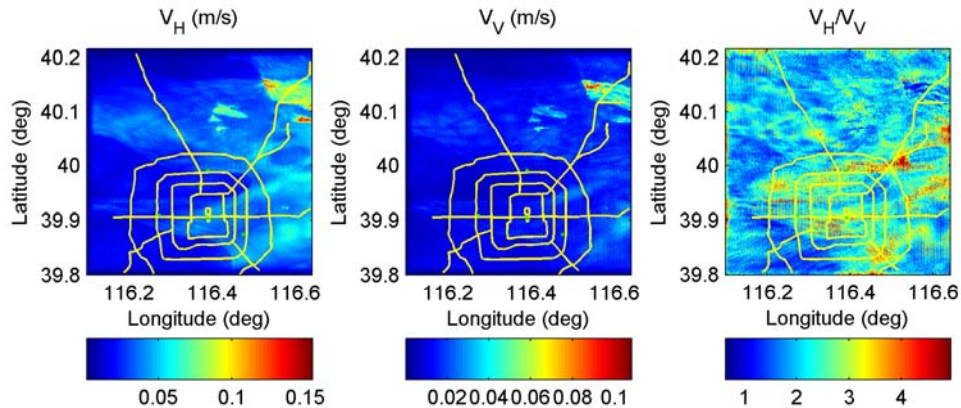 V_H (m/s)
V_V (m/s)
V_H/V_V
Latitude (deg)
40.2
40.1
40
39.9
39.8
116.2 116.4 116.6
Longitude (deg)
0.05 0.1 0.15
Latitude (deg)
40.2
40.1
40
39.9
39.8
116.2 116.4 116.6
Longitude (deg)
0.02 0.04 0.06 0.08 0.1
Latitude (deg)
40.2
40.1
40
39.9
39.8
116.2 116.4 116.6
Longitude (deg)
1 2 3 4